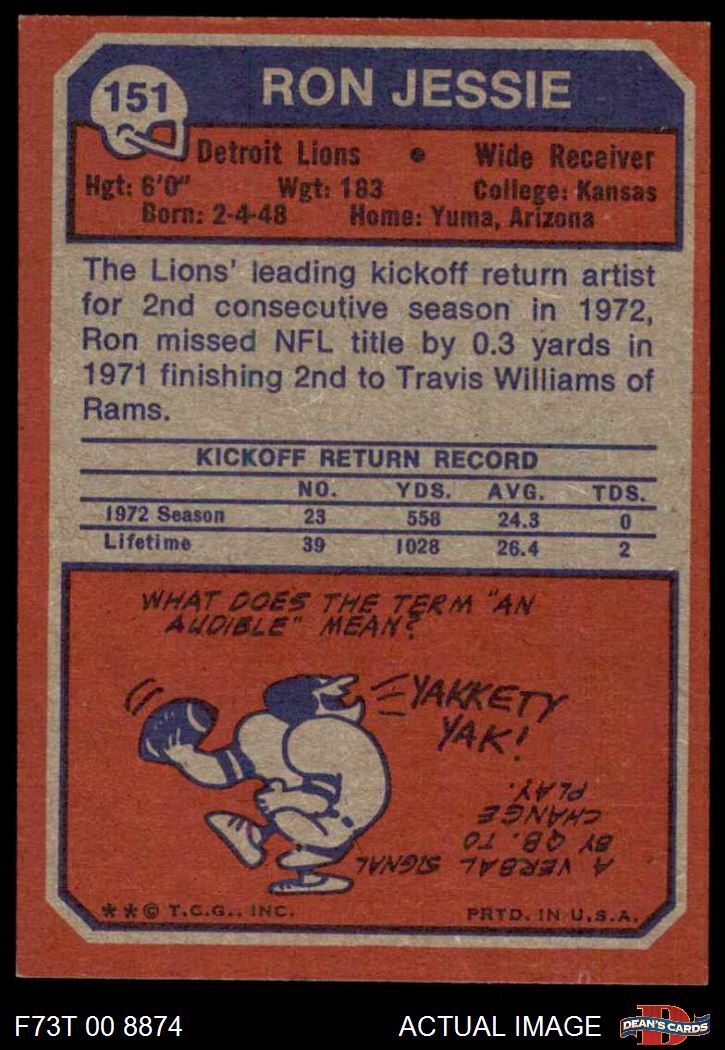 151
RON JESSIE
Detroit Lions • Wide Receiver
Hgt: 6'0" Wgt: 183 College: Kansas
Born: 2-4-48 Home: Yuma, Arizona
The Lions' leading kickoff return artist
for 2nd consecutive season in 1972,
Ron missed NFL title by 0.3 yards in
1971 finishing 2nd to Travis Williams of
Rams.
KICKOFF RETURN RECORD
NO. YDS. AVG. TDS.
1972 Season 23 558 24.3 0
Lifetime 39 1028 26.4 2
WHAT DOES THE TERM "AN
AUDIBLE" MEAN?
YAKKETY
YAK!
A VERBAL SIGNAL
BY QB. TO
CHANGE
PLAY.
**© T.C.G., INC. PRTD. IN U.S.A.
F73T 00 8874 ACTUAL IMAGE
D
DEAN'S CARDS